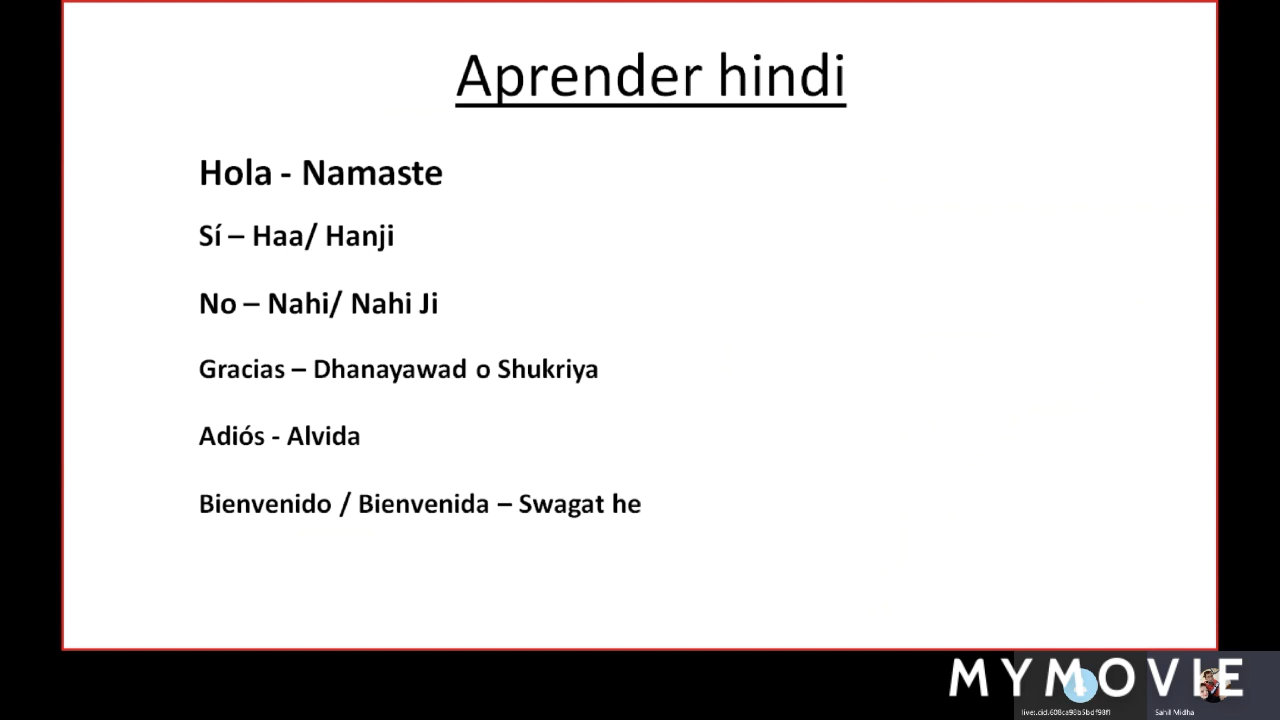 Aprender hindi
Hola - Namaste
Sí – Haa/ Hanji
No – Nahi/ Nahi Ji
Gracias – Dhanayawad o Shukriya
Adiós - Alvida
Bienvenido / Bienvenida – Swagat he
MYMOVIE
Sahil Midha